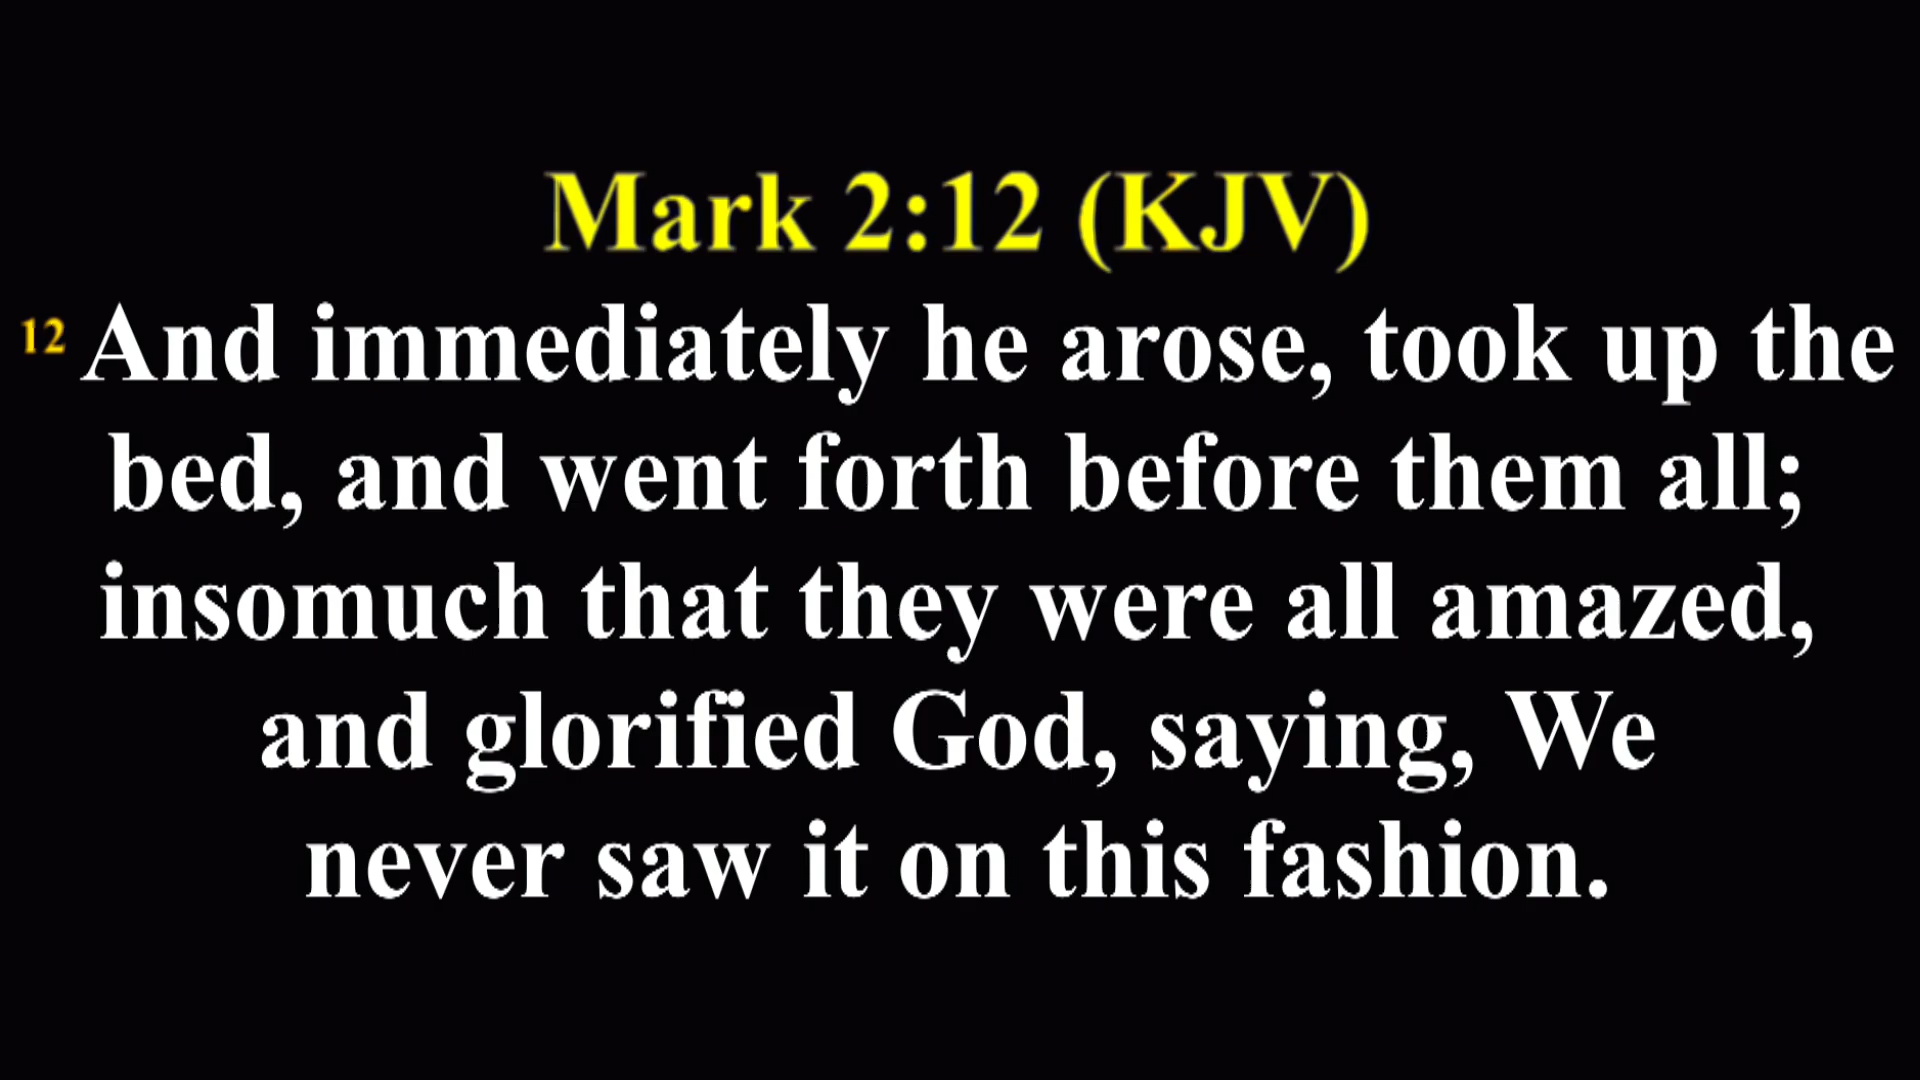 Mark 2:12 (KJV)
12 And immediately he arose, took up the
bed, and went forth before them all;
insomuch that they were all amazed,
and glorified God, saying, We
never saw it on this fashion.